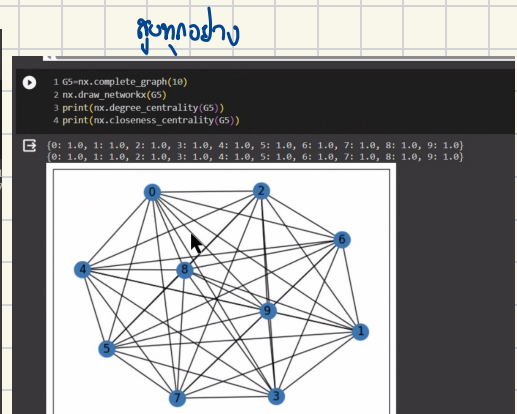 สูงทุกอย่าง
1 G5=nx.complete_graph(10)
2 nx.draw_networkx(G5)
3 print(nx.degree_centrality(G5))
4 print(nx.closeness_centrality(G5))
{0: 1.0, 1: 1.0, 2: 1.0, 3: 1.0, 4: 1.0, 5: 1.0, 6: 1.0, 7: 1.0, 8: 1.0, 9: 1.0}
{0: 1.0, 1: 1.0, 2: 1.0, 3: 1.0, 4: 1.0, 5: 1.0, 6: 1.0, 7: 1.0, 8: 1.0, 9: 1.0}
0 2
6
4 8
9
1
5
7 3